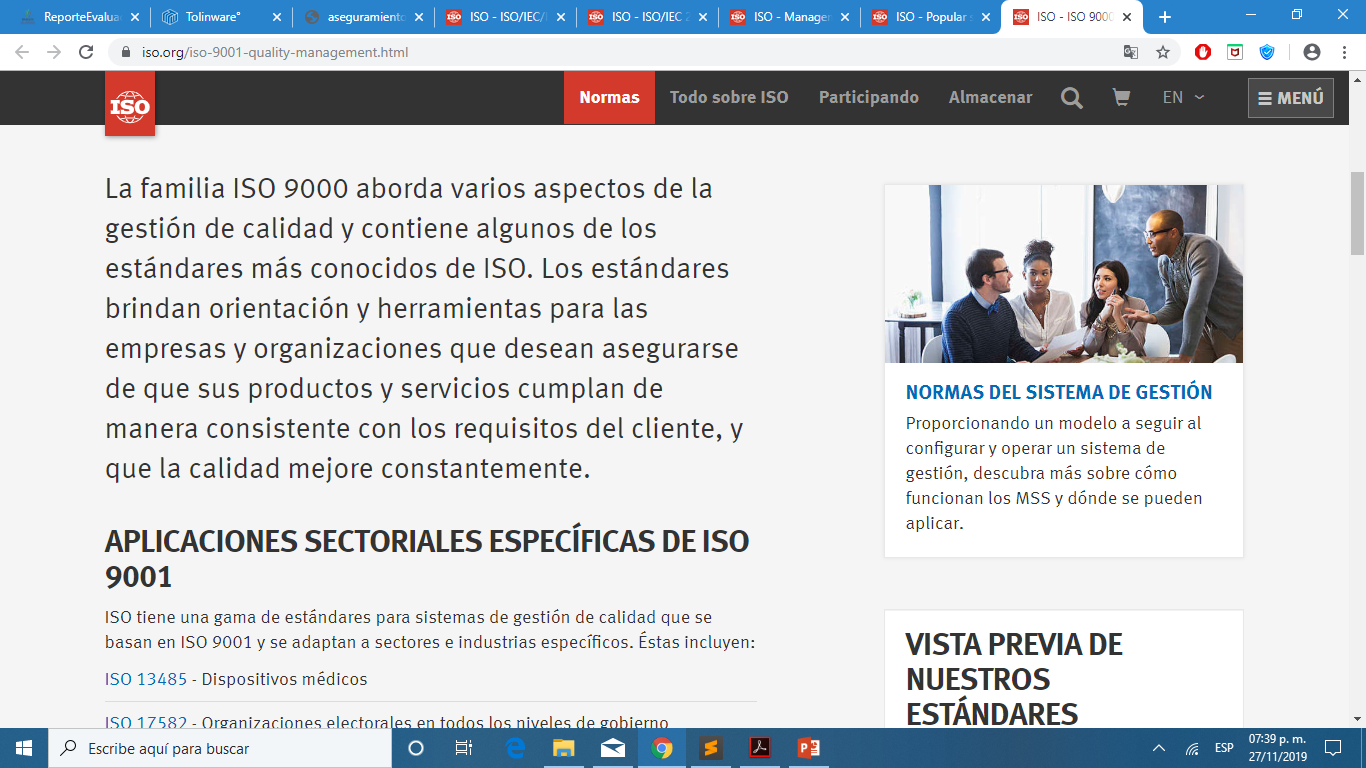 ReporteEvalua
Tolinware°
aseguramiento
ISO - ISO/IEC/I
ISO - ISO/IEC 2
ISO - Manager
ISO - Popular s
ISO - ISO 9000
iso.org/iso-9001-quality-management.html
ISO
Normas
Todo sobre ISO
Participando
Almacenar
EN
MENÚ
La familia ISO 9000 aborda varios aspectos de la
gestión de calidad y contiene algunos de los
estándares más conocidos de ISO. Los estándares
brindan orientación y herramientas para las
empresas y organizaciones que desean asegurarse
de que sus productos y servicios cumplan de
manera consistente con los requisitos del cliente, y
que la calidad mejore constantemente.
APLICACIONES SECTORIALES ESPECÍFICAS DE ISO
9001
ISO tiene una gama de estándares para sistemas de gestión de calidad que se
basan en ISO 9001 y se adaptan a sectores e industrias específicos. Éstas incluyen:
ISO 13485 - Dispositivos médicos
ISO 17582 - Organizaciones electorales en todos los niveles de gobierno
NORMAS DEL SISTEMA DE GESTIÓN
Proporcionando un modelo a seguir al
configurar y operar un sistema de
gestión, descubra más sobre cómo
funcionan los MSS y dónde se pueden
aplicar.
VISTA PREVIA DE
NUESTROS
ESTÁNDARES
Escribe aquí para buscar
ESP
07:39 p. m.
27/11/2019